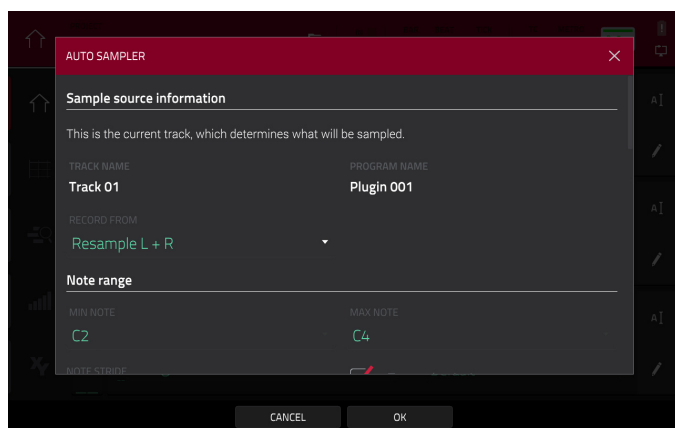 AUTO SAMPLER
Sample source information
This is the current track, which determines what will be sampled.
TRACK NAME
PROGRAM NAME
Track 01
Plugin 001
RECORD FROM
Resample L + R
Note range
MIN NOTE
MAX NOTE
C2
C4
NOTE STRIDE
CANCEL
OK